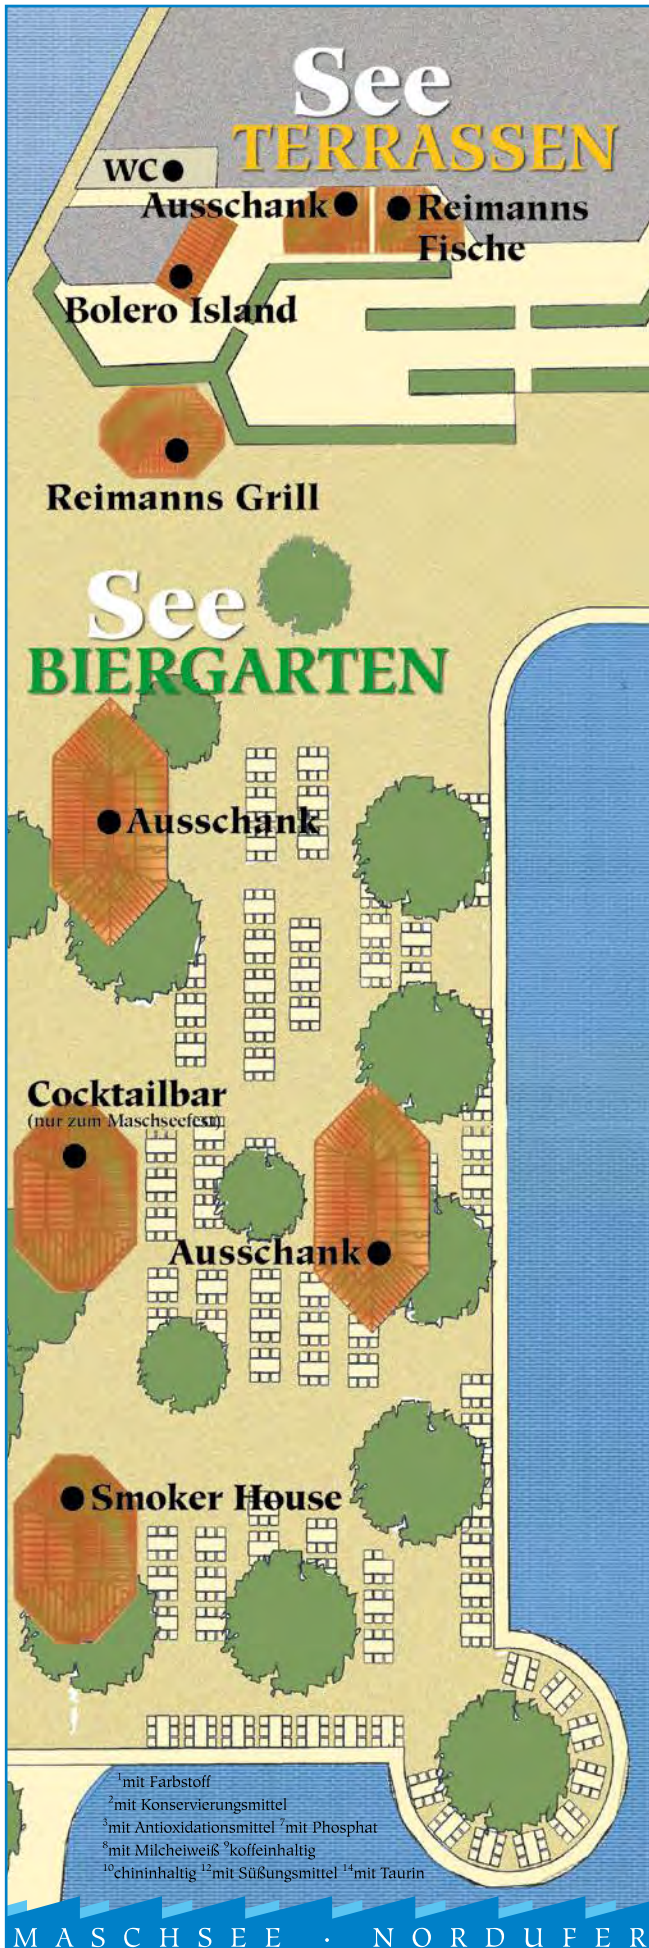 See
TERRASSEN
WC
Ausschank
Reimanns
Fische
Bolero Island
Reimanns Grill
See
BIERGARTEN
Ausschank
Cocktailbar
(nur zum Maschseefest)
Ausschank
Smoker House
¹mit Farbstoff
²mit Konservierungsmittel
³mit Antioxidationsmittel ⁷mit Phosphat
⁸mit Milcheiweiß ⁹koffeinhaltig
¹⁰chininhaltig ¹²mit Süßungsmittel ¹⁴mit Taurin
MASCHSEE · NORDUFER